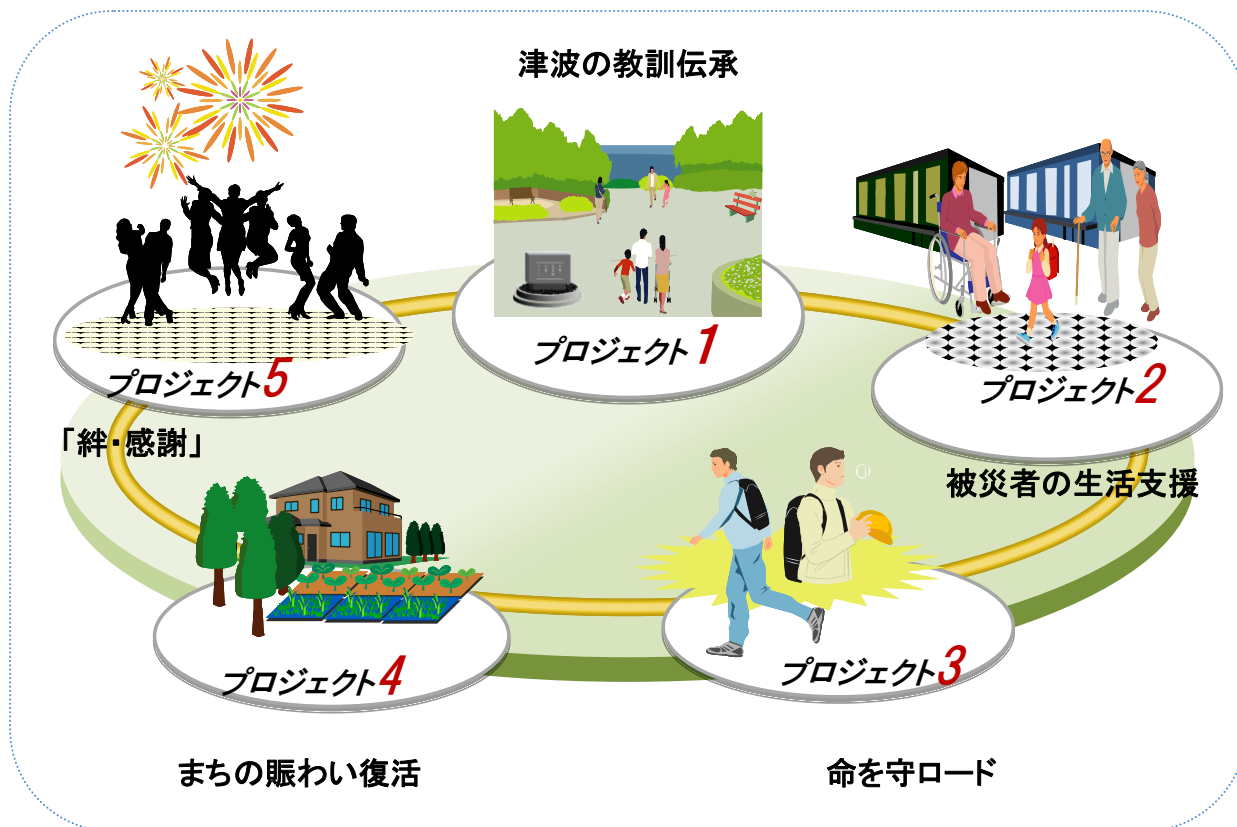 津波の教訓伝承
プロジェクト1
プロジェクト2
被災者の生活支援
プロジェクト3
命を守ロード
プロジェクト4
まちの賑わい復活
プロジェクト5
「絆・感謝」